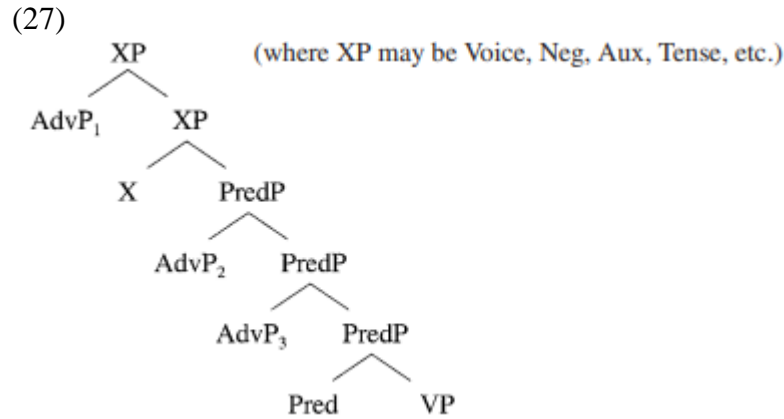 (27)
XP (where XP may be Voice, Neg, Aux, Tense, etc.)
AdvP₁ XP
X PredP
AdvP₂ PredP
AdvP₃ PredP
Pred VP